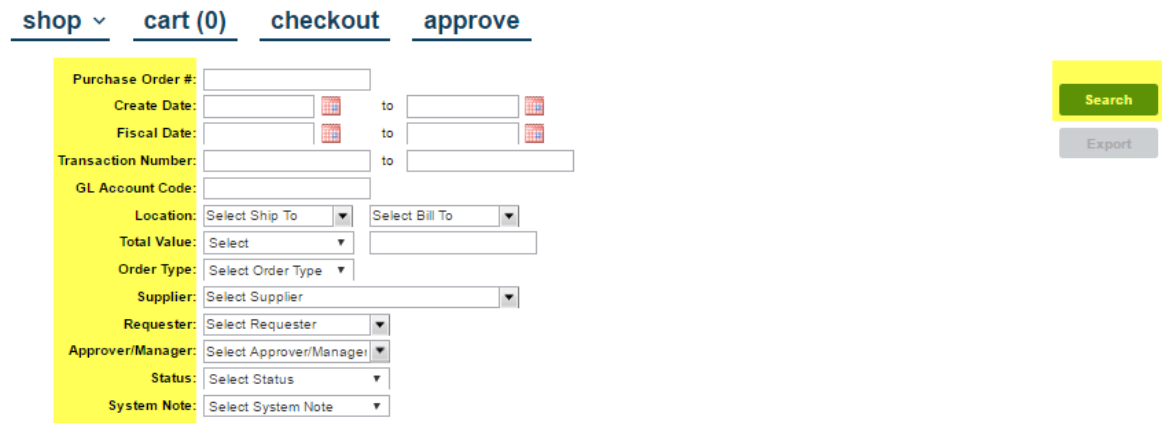 shop cart (0) checkout approve
Purchase Order #:
Search
Create Date: to
Fiscal Date: to
Export
Transaction Number: to
GL Account Code:
Location: Select Ship To Select Bill To
Total Value: Select
Order Type: Select Order Type
Supplier: Select Supplier
Requester: Select Requester
Approver/Manager: Select Approver/Manager
Status: Select Status
System Note: Select System Note